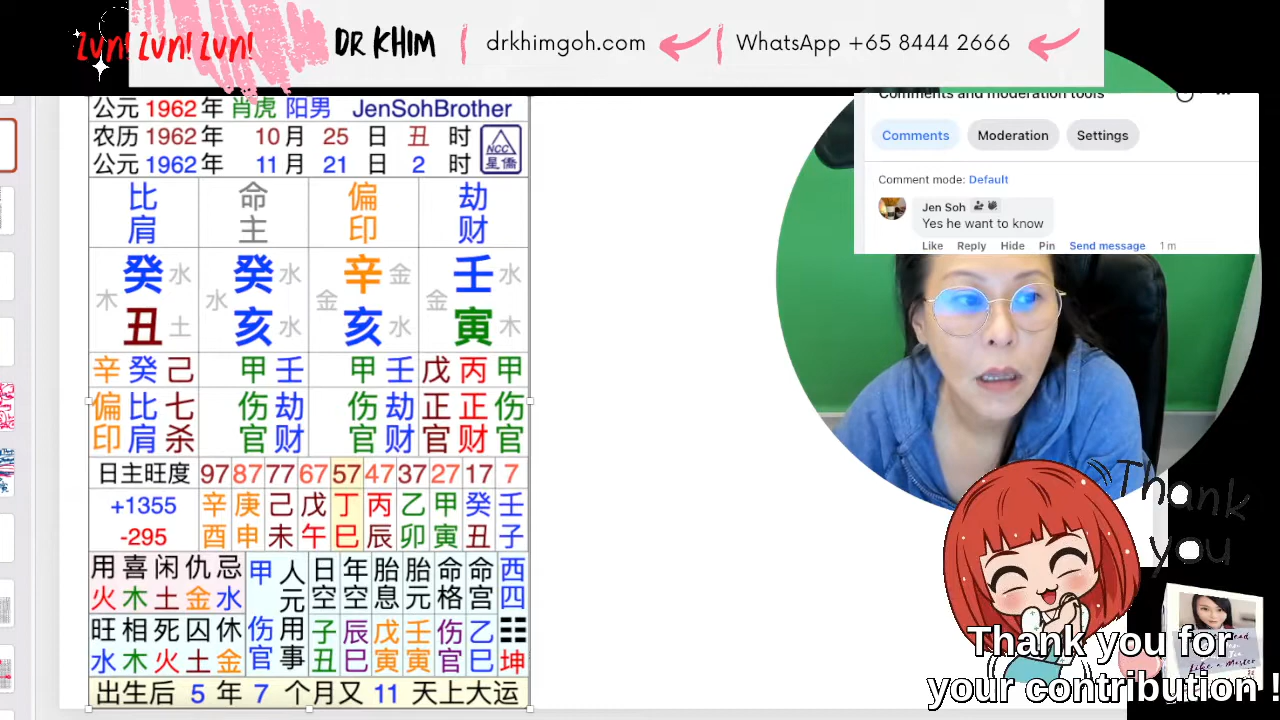 Zun! Zun! Zun!
DR KHIM
drkhimgoh.com
WhatsApp +65 8444 2666
公元 1962 年 肖虎 阳男 JenSohBrother
农历 1962 年 10 月 25 日 丑 时
公元 1962 年 11 月 21 日 2 时
NCC
星侨
比肩 命主 偏印 劫财
癸 水 癸 水 辛 金 壬 水
木 水 金 金
丑 土 亥 水 亥 水 寅 木
辛 癸 己 甲 壬 甲 壬 戊 丙 甲
偏印 比肩 七杀 伤官 劫财 伤官 劫财 正官 正财 伤官
日主旺度 97 87 77 67 57 47 37 27 17 7
+1355 辛 庚 己 戊 丁 丙 乙 甲 癸 壬
-295 酉 申 未 午 巳 辰 卯 寅 丑 子
用 喜 闲 仇 忌 甲 人元 日空 年空 胎息 胎元 命格 命宫 西四
火 木 土 金 水
旺 相 死 囚 休 伤官 用事 子丑 辰巳 戊寅 壬寅 伤官 乙巳 坤
水 木 火 土 金
出生后 5 年 7 个月又 11 天上大运
Comments and moderation tools
Comments
Moderation
Settings
Comment mode: Default
Jen Soh
Yes he want to know
Like Reply Hide Pin Send message 1 m
Thank
you
Thank you for
your contribution !